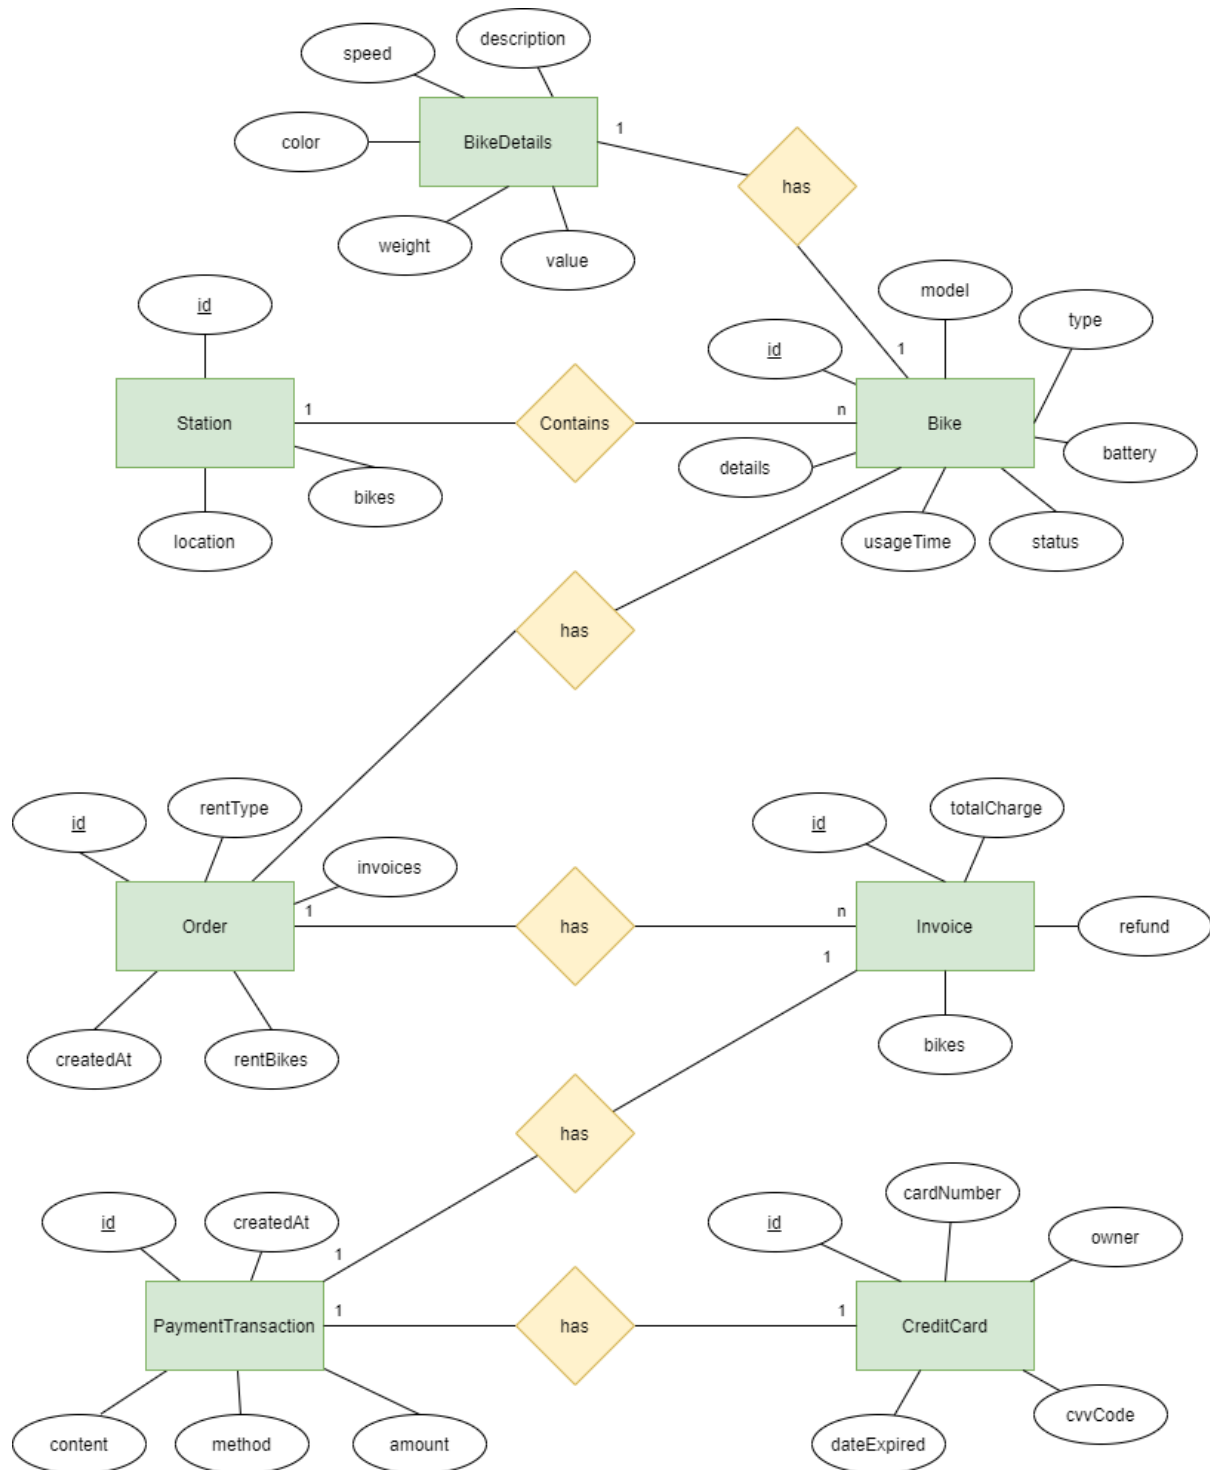 description
speed
1
color
BikeDetails
has
weight
value
id
model
type
id
1
1
n
Station
Contains
Bike
battery
details
bikes
location
usageTime
status
has
rentType
totalCharge
id
id
invoices
1
n
Order
has
Invoice
refund
1
bikes
createdAt
rentBikes
has
cardNumber
id
createdAt
id
owner
1
1
1
PaymentTransaction
has
CreditCard
cvvCode
content
method
amount
dateExpired